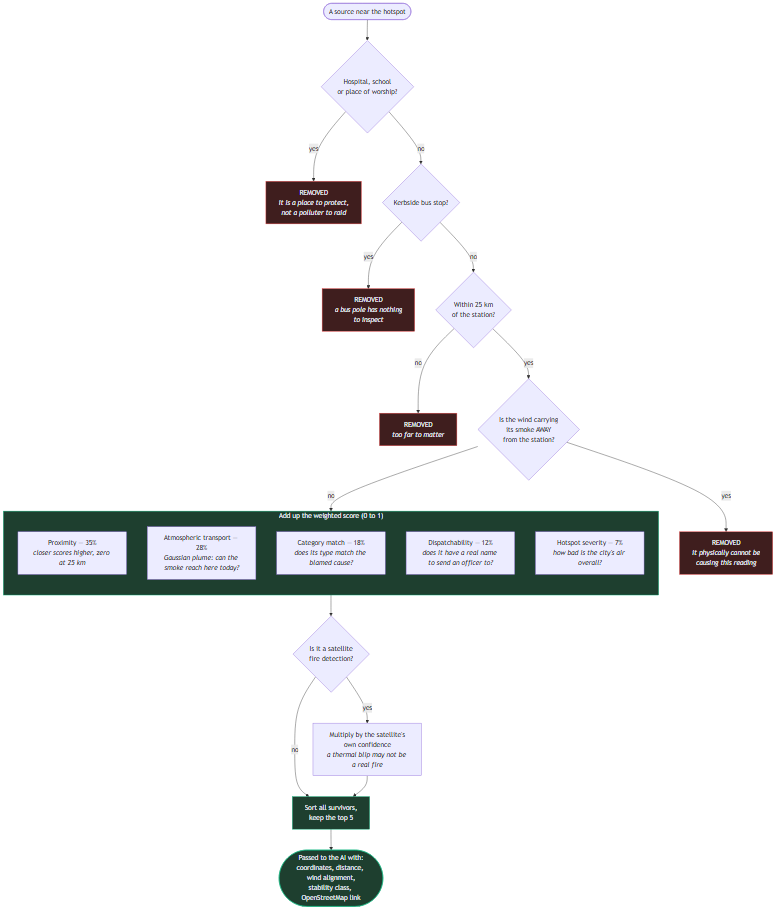 A source near the hotspot
Hospital, school
or place of worship?
yes
no
REMOVED
It is a place to protect,
not a polluter to raid
Kerbside bus stop?
yes
no
REMOVED
a bus pole has nothing
to inspect
Within 25 km
of the station?
no
yes
REMOVED
too far to matter
Is the wind carrying
its smoke AWAY
from the station?
no
yes
REMOVED
it physically cannot be
causing this reading
Add up the weighted score (0 to 1)
Proximity — 35%
closer scores higher, zero
at 25 km
Atmospheric transport —
28%
Gaussian plume: can the
smoke reach here today?
Category match — 18%
does its type match the
blamed cause?
Dispatchability — 12%
does it have a real name
to send an officer to?
Hotspot severity — 7%
how bad is the city's air
overall?
Is it a satellite
fire detection?
yes
no
Multiply by the satellite's
own confidence
a thermal blip may not be
a real fire
Sort all survivors,
keep the top 5
Passed to the AI with:
coordinates, distance,
wind alignment,
stability class,
OpenStreetMap link